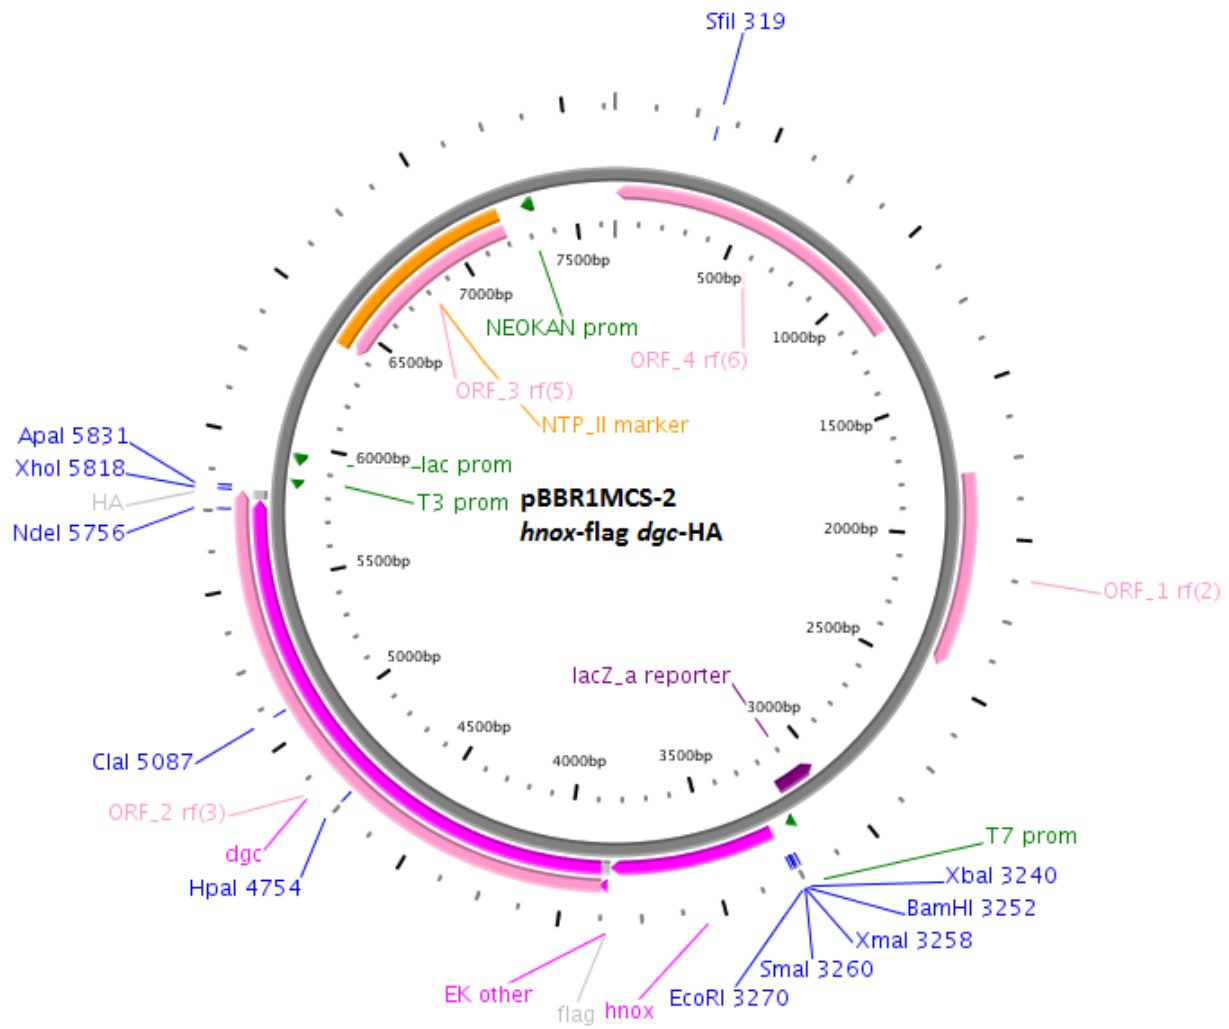 SfiI 319
7500bp
500bp
7000bp
NEOKAN prom
1000bp
6500bp
ORF_4 rf(6)
ORF_3 rf(5)
NTP_II marker
1500bp
ApaI 5831
XhoI 5818
HA
NdeI 5756
6000bp
lac prom
T3 prom
pBBR1MCS-2
hnox-flag dgc-HA
2000bp
5500bp
ORF_1 rf(2)
2500bp
5000bp
lacZ_a reporter
3000bp
4500bp
4000bp
3500bp
ClaI 5087
ORF_2 rf(3)
dgc
HpaI 4754
T7 prom
XbaI 3240
BamHI 3252
XmaI 3258
SmaI 3260
EcoRI 3270
EK other
flag
hnox